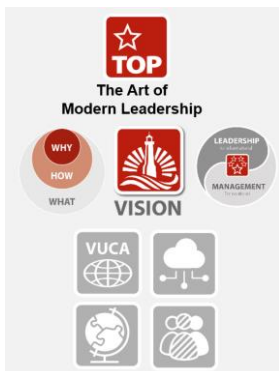 TOP
The Art of
Modern Leadership
WHY
HOW
WHAT
VISION
LEADERSHIP
MANAGEMENT
VUCA